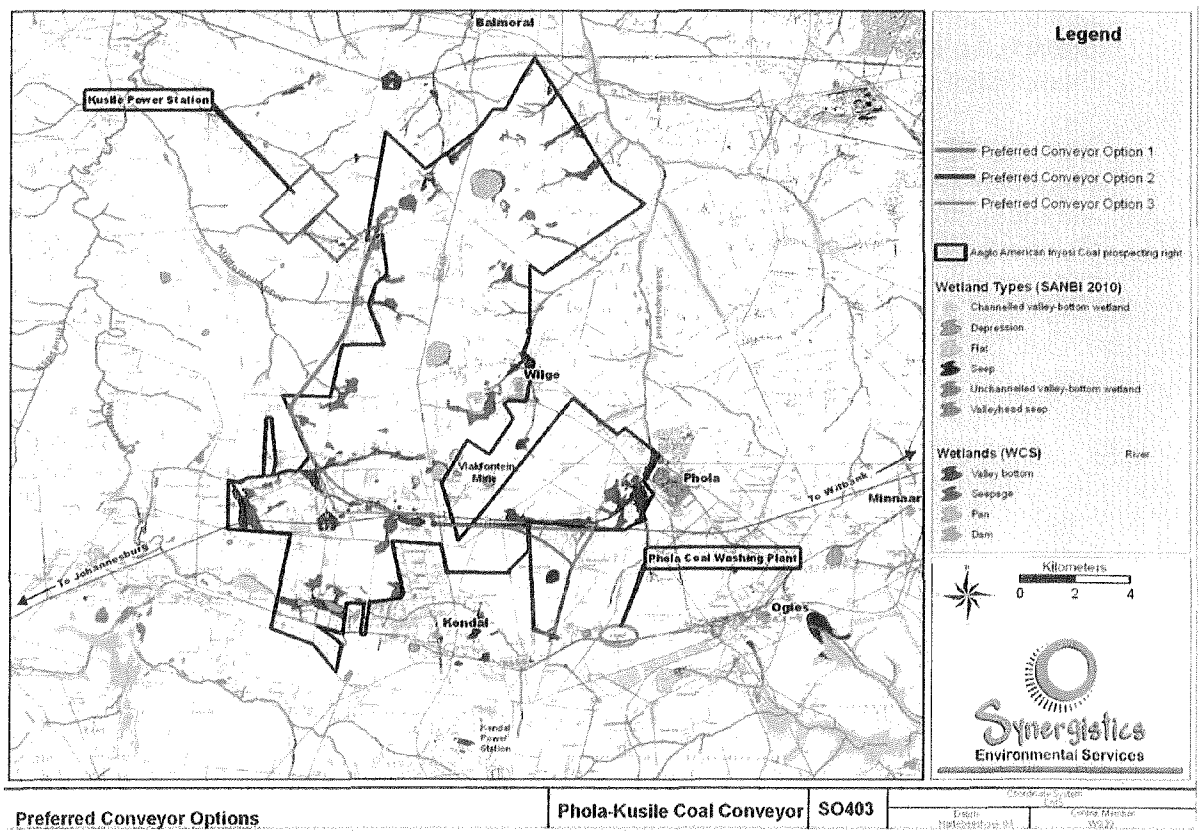 Balmoral
Kusile Power Station
Wilge
Vlakfontein
Mine
Phola
To Witbank
Minnaar
To Johannesburg
Phola Coal Washing Plant
Ogies
Kendal
Kendal
Power
Station
Legend
Preferred Conveyor Option 1
Preferred Conveyor Option 2
Preferred Conveyor Option 3
Anglo American Inyosi Coal prospecting right
Wetland Types (SANBI 2010)
Channelled valley-bottom wetland
Depression
Flat
Seep
Unchannelled valley-bottom wetland
Valleyhead seep
Wetlands (WCS) River
Valley bottom
Seepage
Pan
Dam
Kilometers
0 2 4
Synergistics
Environmental Services
Preferred Conveyor Options
Phola-Kusile Coal Conveyor
SO403
Coordinate System